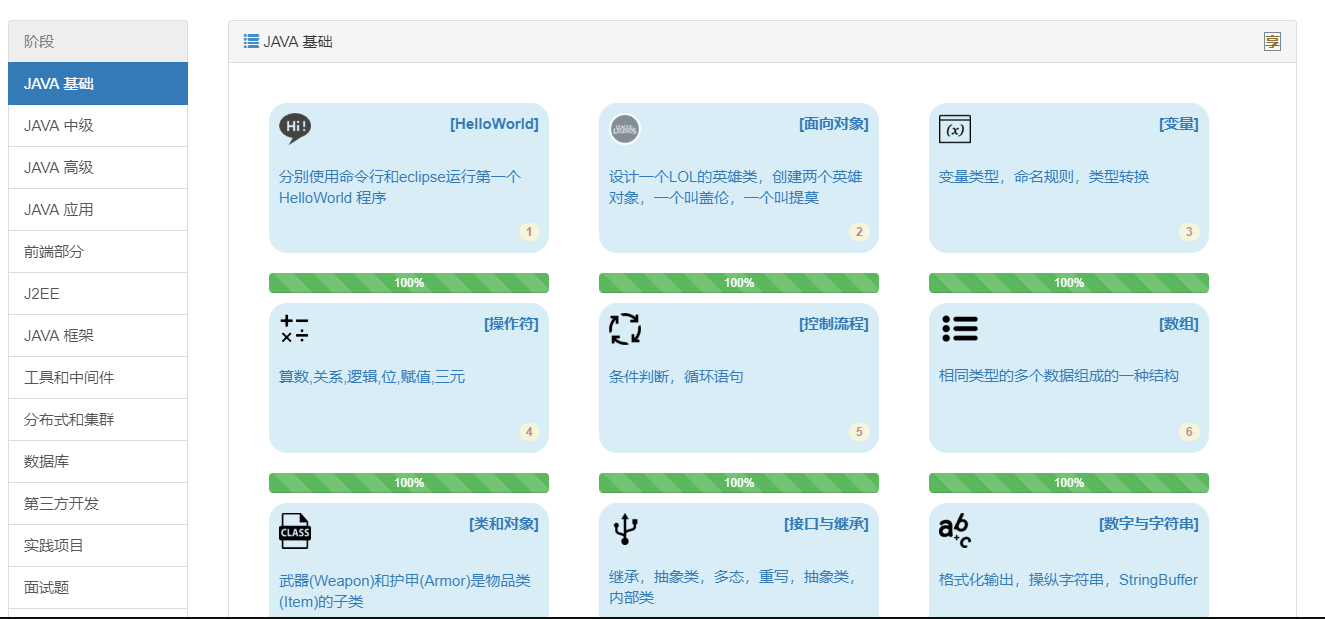 阶段
JAVA 基础
JAVA 中级
JAVA 高级
JAVA 应用
前端部分
J2EE
JAVA 框架
工具和中间件
分布式和集群
数据库
第三方开发
实践项目
面试题
JAVA 基础
享
Hi!
[HelloWorld]
分别使用命令行和eclipse运行第一个
HelloWorld 程序
1
[面向对象]
设计一个LOL的英雄类，创建两个英雄
对象，一个叫盖伦，一个叫提莫
2
(x)
[变量]
变量类型，命名规则，类型转换
3
100%
100%
100%
+−
×÷
[操作符]
算数,关系,逻辑,位,赋值,三元
4
[控制流程]
条件判断，循环语句
5
[数组]
相同类型的多个数据组成的一种结构
6
100%
100%
100%
CLASS
[类和对象]
武器(Weapon)和护甲(Armor)是物品类
(Item)的子类
[接口与继承]
继承，抽象类，多态，重写，抽象类，
内部类
ab+c
[数字与字符串]
格式化输出，操纵字符串，StringBuffer